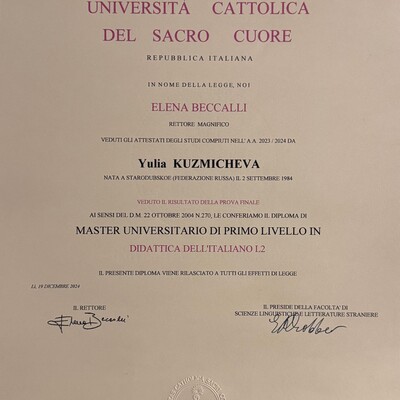 UNIVERSITÀ CATTOLICA
DEL SACRO CUORE
REPUBBLICA ITALIANA
IN NOME DELLA LEGGE, NOI
ELENA BECCALLI
RETTORE MAGNIFICO
VEDUTI GLI ATTESTATI DEGLI STUDI COMPIUTI NELL'A.A. 2023 / 2024 DA
Yulia KUZMICHEVA
NATA A STARODUBSKOE (FEDERAZIONE RUSSA) IL 2 SETTEMBRE 1984
VEDUTO IL RISULTATO DELLA PROVA FINALE
AI SENSI DEL D.M. 22 OTTOBRE 2004 N.270, LE CONFERIAMO IL DIPLOMA DI
MASTER UNIVERSITARIO DI PRIMO LIVELLO IN
DIDATTICA DELL'ITALIANO L2
IL PRESENTE DIPLOMA VIENE RILASCIATO A TUTTI GLI EFFETTI DI LEGGE
LÌ, 19 DICEMBRE 2024
IL RETTORE
IL PRESIDE DELLA FACOLTA' DI
SCIENZE LINGUISTICHE E LETTERATURE STRANIERE
Elena Beccalli